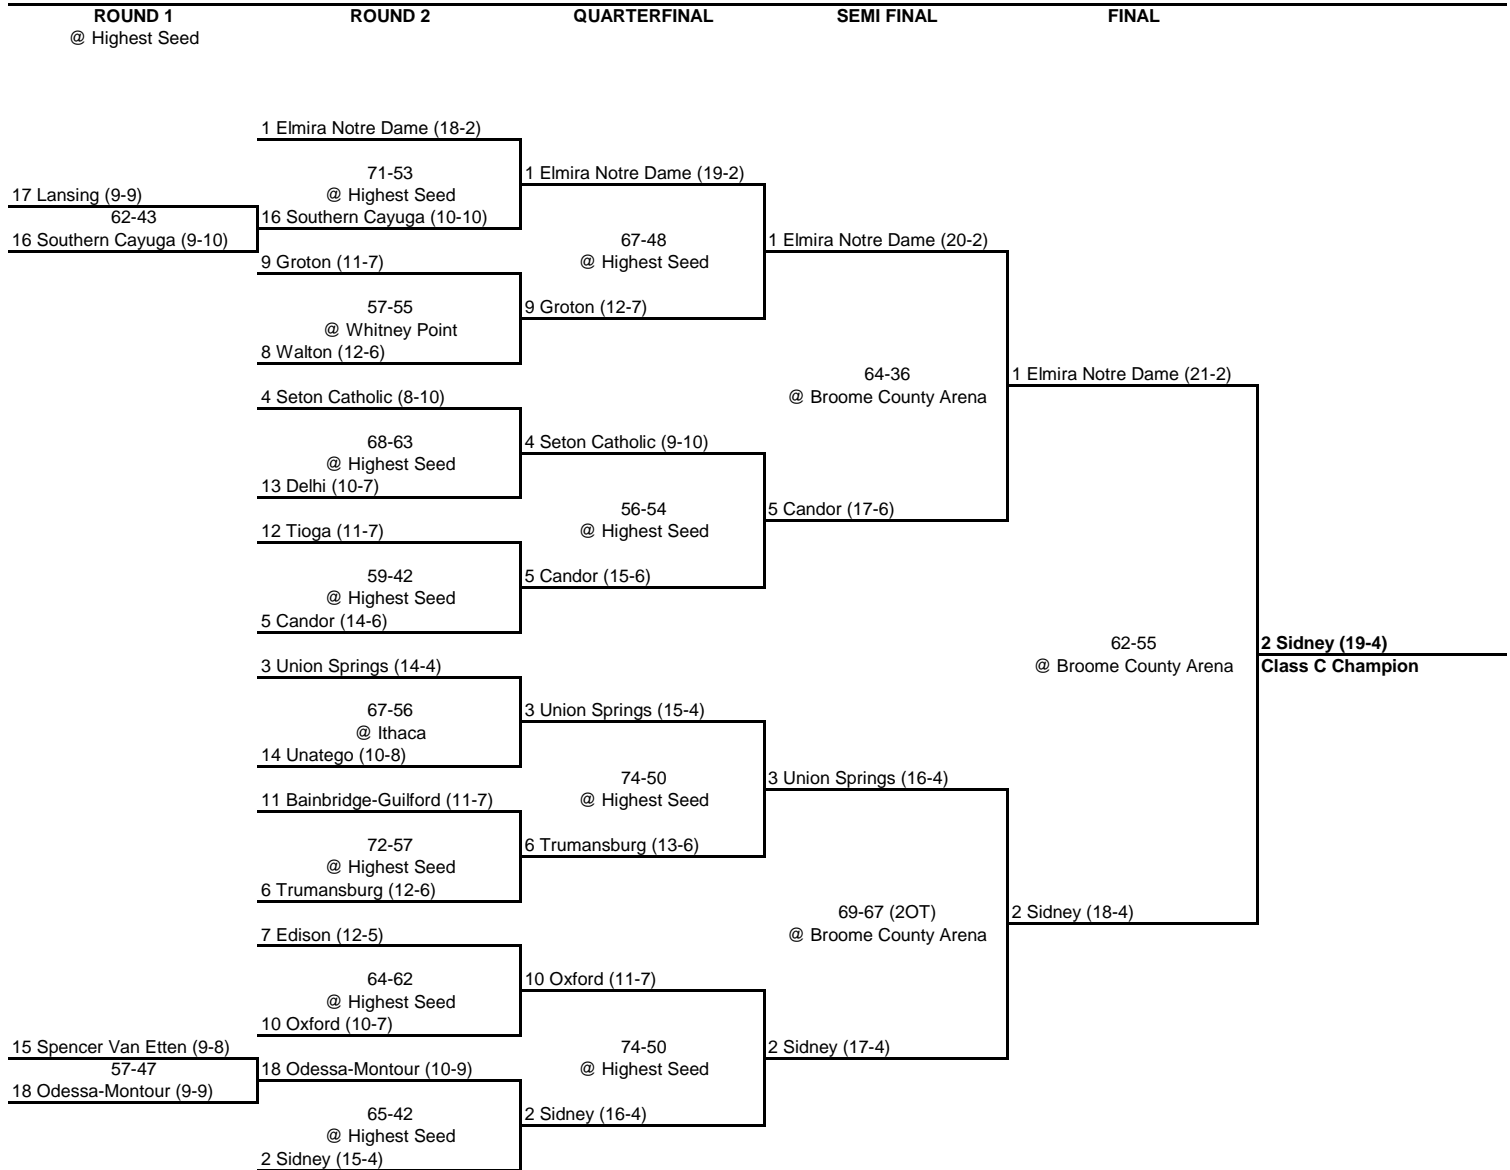 ROUND 1 ROUND 2 QUARTERFINAL SEMI FINAL FINAL
@ Highest Seed
1 Elmira Notre Dame (18-2)
71-53 1 Elmira Notre Dame (19-2)
17 Lansing (9-9) @ Highest Seed
62-43 16 Southern Cayuga (10-10)
16 Southern Cayuga (9-10) 67-48 1 Elmira Notre Dame (20-2)
9 Groton (11-7) @ Highest Seed
57-55 9 Groton (12-7)
@ Whitney Point
8 Walton (12-6)
64-36 1 Elmira Notre Dame (21-2)
4 Seton Catholic (8-10) @ Broome County Arena
68-63 4 Seton Catholic (9-10)
@ Highest Seed
13 Delhi (10-7)
56-54 5 Candor (17-6)
12 Tioga (11-7) @ Highest Seed
59-42 5 Candor (15-6)
@ Highest Seed
5 Candor (14-6)
62-55 2 Sidney (19-4)
3 Union Springs (14-4) @ Broome County Arena Class C Champion
67-56 3 Union Springs (15-4)
@ Ithaca
14 Unatego (10-8)
74-50 3 Union Springs (16-4)
11 Bainbridge-Guilford (11-7) @ Highest Seed
72-57 6 Trumansburg (13-6)
@ Highest Seed
6 Trumansburg (12-6)
69-67 (2OT) 2 Sidney (18-4)
7 Edison (12-5) @ Broome County Arena
64-62 10 Oxford (11-7)
@ Highest Seed
10 Oxford (10-7)
15 Spencer Van Etten (9-8) 74-50 2 Sidney (17-4)
57-47 18 Odessa-Montour (10-9) @ Highest Seed
18 Odessa-Montour (9-9)
65-42 2 Sidney (16-4)
@ Highest Seed
2 Sidney (15-4)